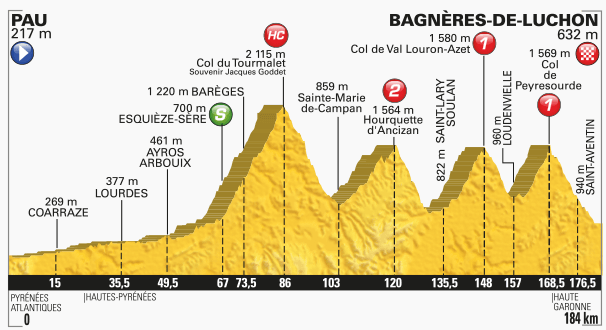 PAU
217 m
BAGNÈRES-DE-LUCHON
632 m
HC
2 115 m
Col du Tourmalet
Souvenir Jacques Goddet
1 220 m BARÈGES
700 m
ESQUIÈZE-SÈRE
S
461 m
AYROS
ARBOUIX
377 m
LOURDES
269 m
COARRAZE
859 m
Sainte-Marie
de-Campan
2
1 564 m
Hourquette
d'Ancizan
822 m SAINT-LARY
SOULAN
1 580 m
Col de Val Louron-Azet
1
960 m
LOUDENVIELLE
1 569 m
Col
de
Peyresourde
1
940 m
SAINT-AVENTIN
15 35,5 49,5 67 73,5 86 103 120 135,5 148 157 168,5 176,5
PYRÉNÉES
ATLANTIQUES
HAUTES-PYRÉNÉES
HAUTE
GARONNE
0
184 km